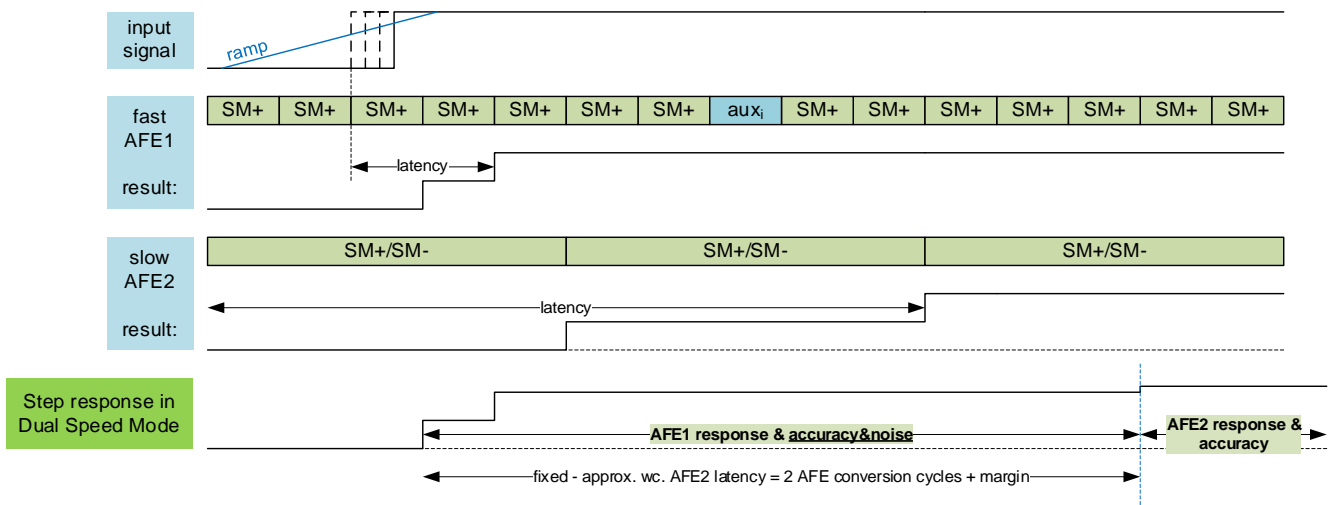 input
signal
ramp
fast
AFE1
result:
SM+ SM+ SM+ SM+ SM+ SM+ SM+ auxi SM+ SM+ SM+ SM+ SM+ SM+ SM+
latency
slow
AFE2
result:
SM+/SM- SM+/SM- SM+/SM-
latency
Step response in
Dual Speed Mode
AFE1 response & accuracy&noise
AFE2 response &
accuracy
fixed - approx. wc. AFE2 latency = 2 AFE conversion cycles + margin